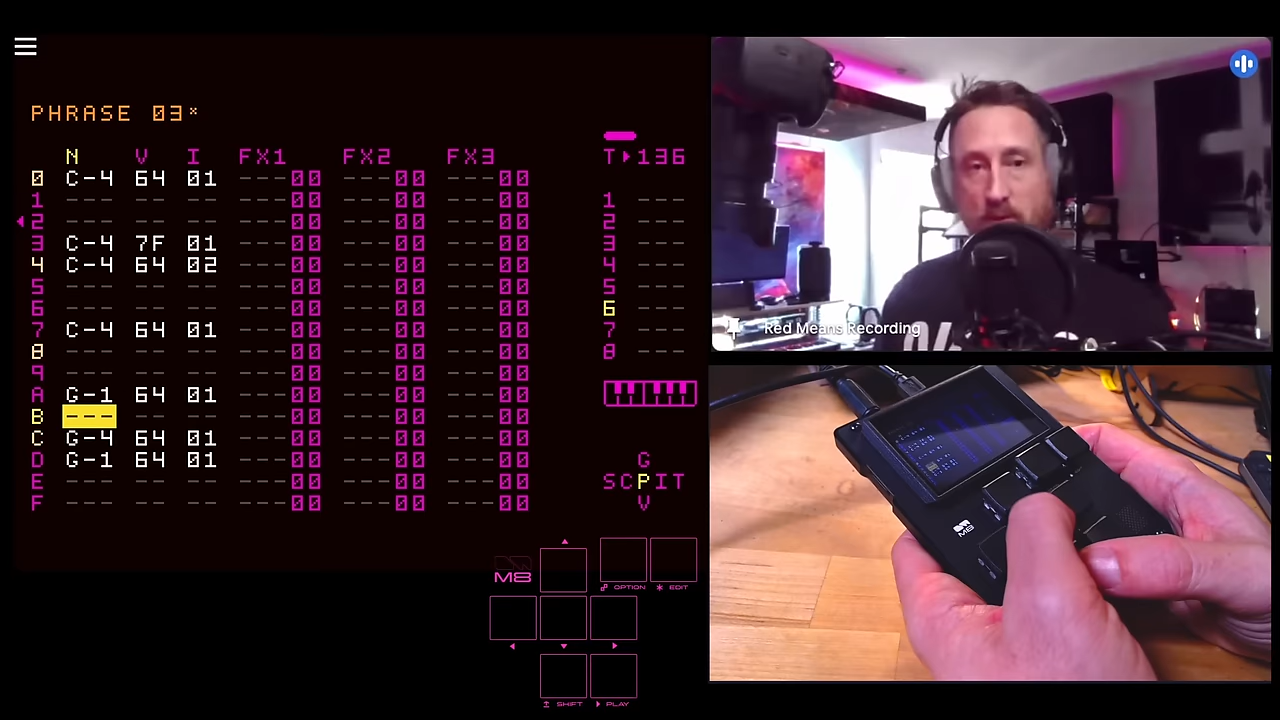 PHRASE 03*
N V I FX1 FX2 FX3 T 136
0 C-4 64 01 ---00 ---00 ---00
1 --- -- -- ---00 ---00 ---00 1 ---
2 --- -- -- ---00 ---00 ---00 2 ---
3 C-4 7F 01 ---00 ---00 ---00 3 ---
4 C-4 64 02 ---00 ---00 ---00 4 ---
5 --- -- -- ---00 ---00 ---00 5 ---
6 --- -- -- ---00 ---00 ---00 6 ---
7 C-4 64 01 ---00 ---00 ---00 7 ---
8 --- -- -- ---00 ---00 ---00 8 ---
9 --- -- -- ---00 ---00 ---00
A G-1 64 01 ---00 ---00 ---00
B --- -- -- ---00 ---00 ---00
C G-4 64 01 ---00 ---00 ---00
D G-1 64 01 ---00 ---00 ---00 G
E --- -- -- ---00 ---00 ---00 SCPIT
F --- -- -- ---00 ---00 ---00 V
M8
OPTION
EDIT
SHIFT
PLAY
Red Means Recording
M8